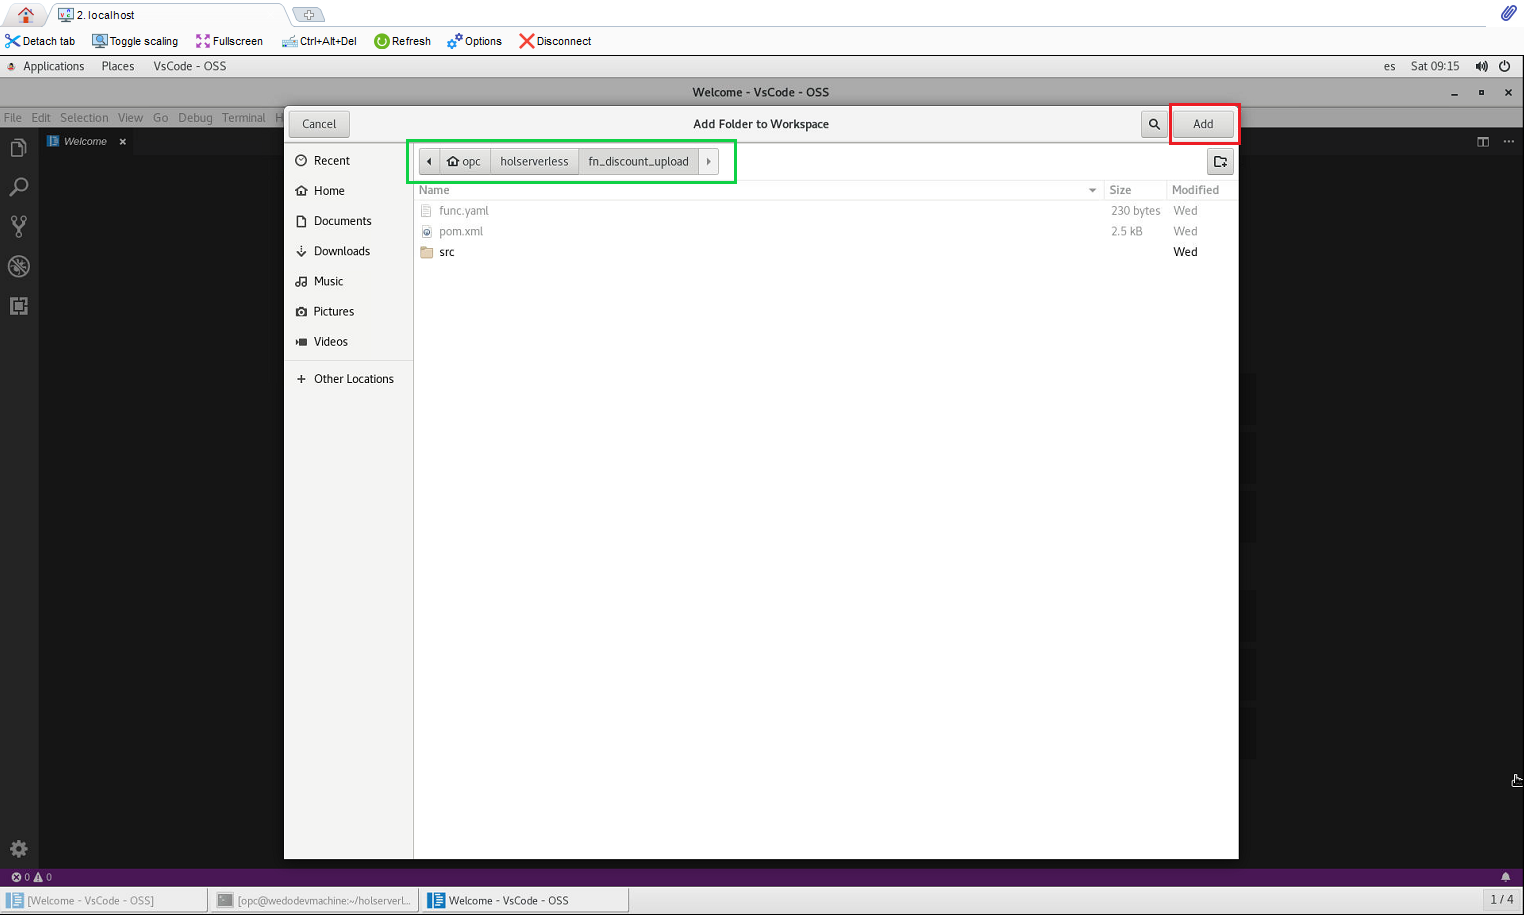 2. localhost
Detach tab Toggle scaling Fullscreen Ctrl+Alt+Del Refresh Options Disconnect
Applications Places VsCode - OSS es Sat 09:15
Welcome - VsCode - OSS
File Edit Selection View Go Debug Terminal H
Cancel Add Folder to Workspace Add
Welcome
Recent
opc holserverless fn_discount_upload
Home
Name Size Modified
Documents
func.yaml 230 bytes Wed
pom.xml 2.5 kB Wed
Downloads
src Wed
Music
Pictures
Videos
Other Locations
0 0
[Welcome - VsCode - OSS] [opc@wedodevmachine:~/holserverl... Welcome - VsCode - OSS 1 / 4